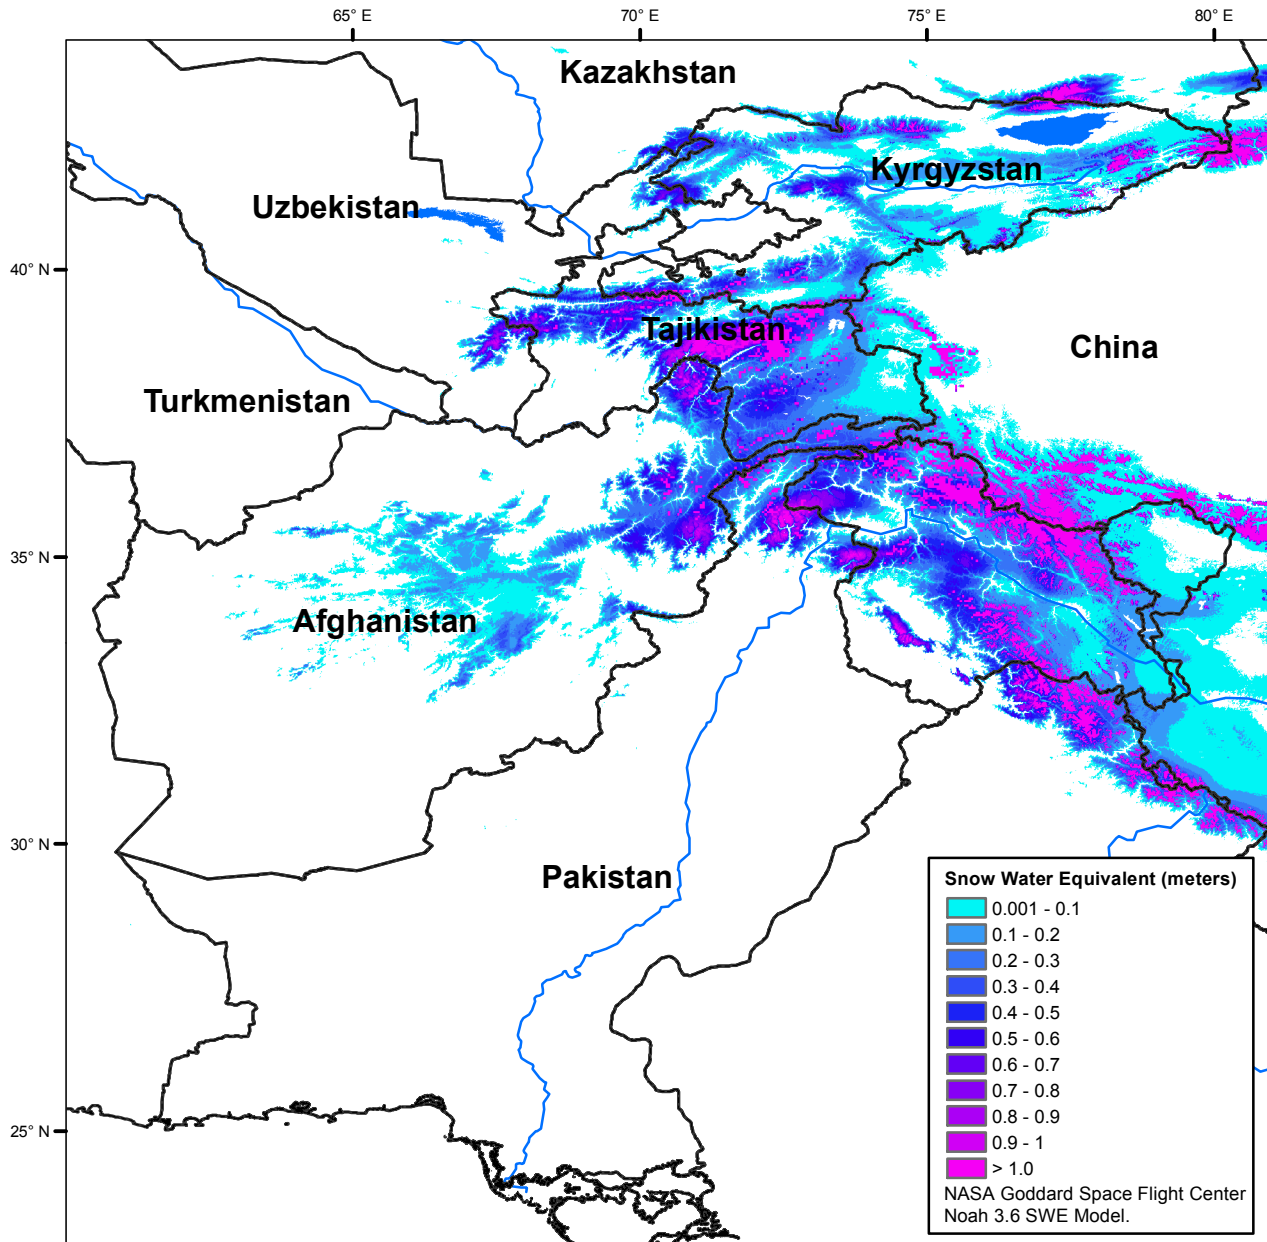 65° E
70° E
75° E
80° E
Kazakhstan
Kyrgyzstan
Uzbekistan
40° N
Tajikistan
China
Turkmenistan
35° N
Afghanistan
30° N
Pakistan
25° N
Snow Water Equivalent (meters)
0.001 - 0.1
0.1 - 0.2
0.2 - 0.3
0.3 - 0.4
0.4 - 0.5
0.5 - 0.6
0.6 - 0.7
0.7 - 0.8
0.8 - 0.9
0.9 - 1
> 1.0
NASA Goddard Space Flight Center
Noah 3.6 SWE Model.